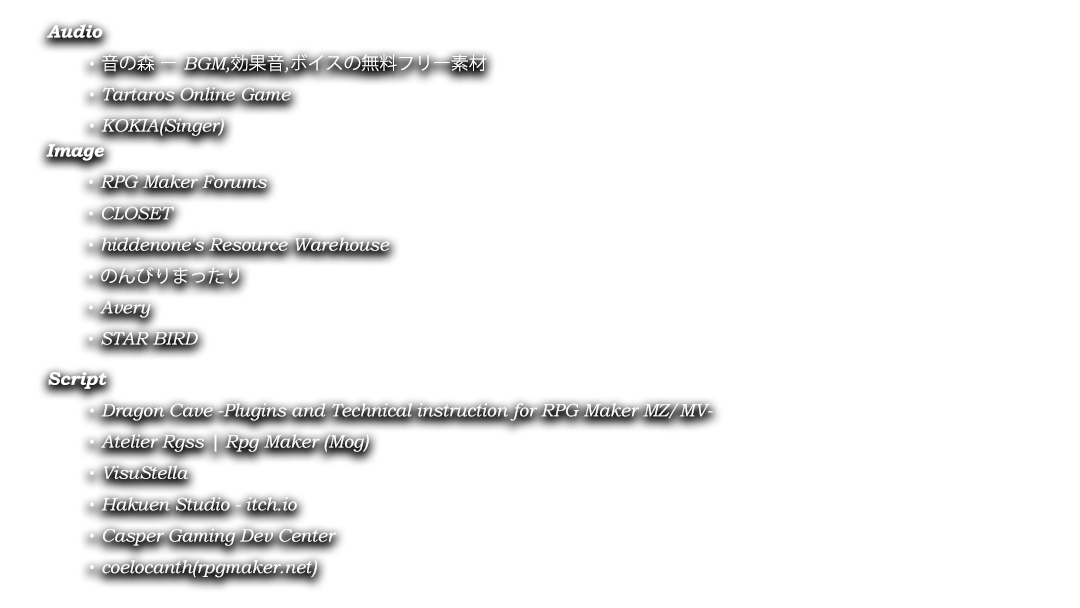 Audio
・音の森 － BGM,効果音,ボイスの無料フリー素材
・Tartaros Online Game
・KOKIA(Singer)
Image
・RPG Maker Forums
・CLOSET
・hiddenone's Resource Warehouse
・のんびりまったり
・Avery
・STAR BIRD
Script
・Dragon Cave -Plugins and Technical instruction for RPG Maker MZ/MV-
・Atelier Rgss | Rpg Maker (Mog)
・VisuStella
・Hakuen Studio - itch.io
・Casper Gaming Dev Center
・coelocanth(rpgmaker.net)